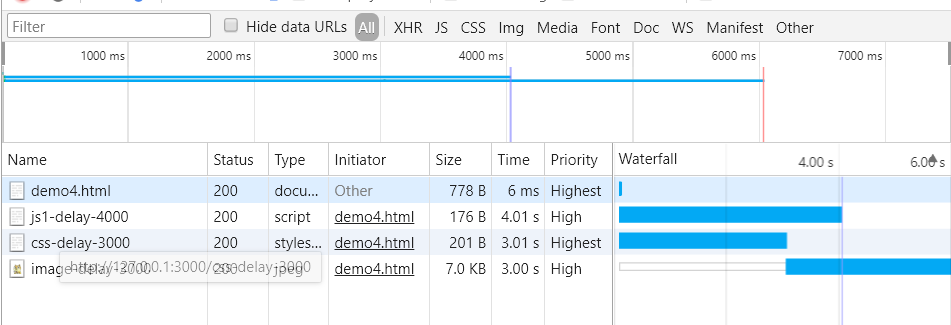 Filter Hide data URLs All XHR JS CSS Img Media Font Doc WS Manifest Other
1000 ms 2000 ms 3000 ms 4000 ms 5000 ms 6000 ms 7000 ms
Name Status Type Initiator Size Time Priority Waterfall 4.00 s 6.00 s
demo4.html 200 docu... Other 778 B 6 ms Highest
js1-delay-4000 200 script demo4.html 176 B 4.01 s High
css-delay-3000 200 styles... demo4.html 201 B 3.01 s Highest
http://127.0.0.1:3000/css-delay-3000
200 jpeg demo4.html 7.0 KB 3.00 s High